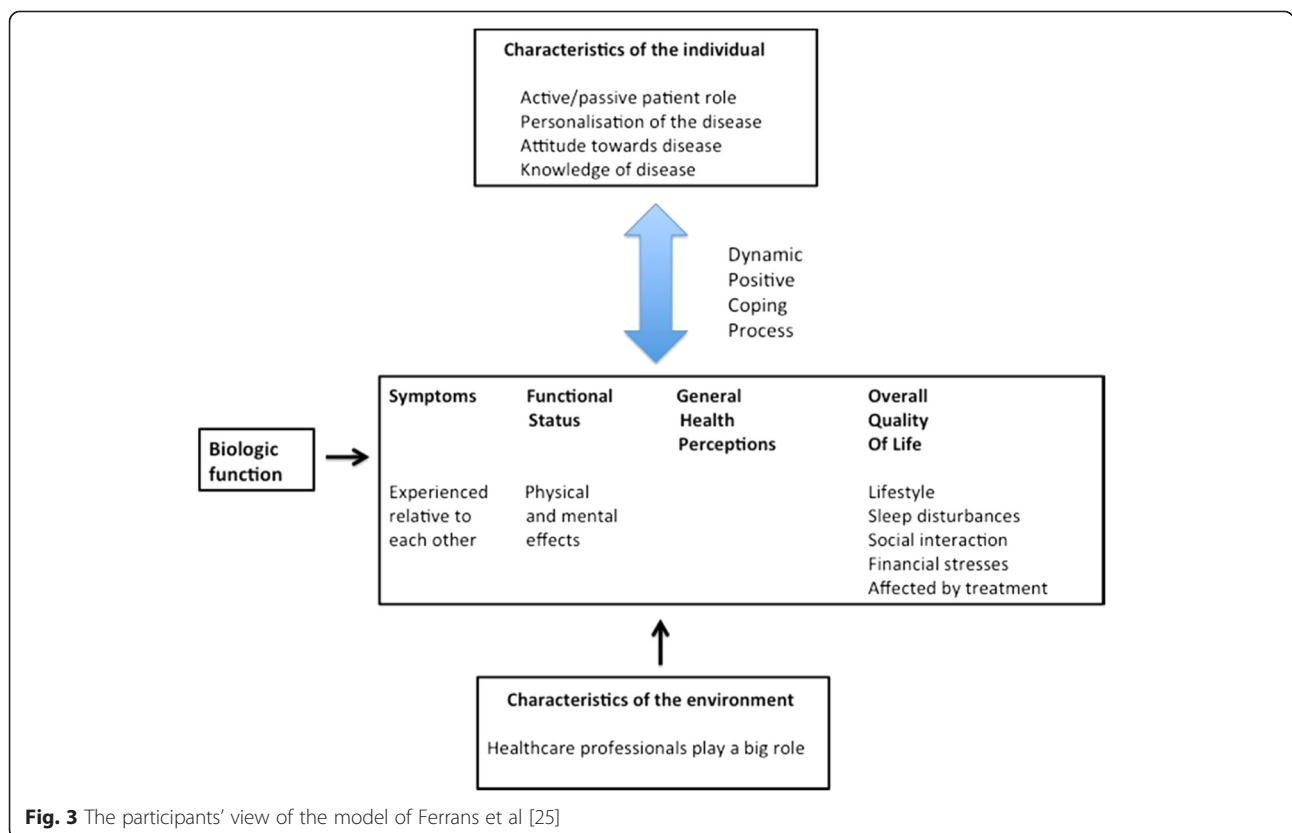 Characteristics of the individual
Active/passive patient role
Personalisation of the disease
Attitude towards disease
Knowledge of disease
Dynamic
Positive
Coping
Process
Biologic
function
Symptoms
Experienced
relative to
each other
Functional
Status
Physical
and mental
effects
General
Health
Perceptions
Overall
Quality
Of Life
Lifestyle
Sleep disturbances
Social interaction
Financial stresses
Affected by treatment
Characteristics of the environment
Healthcare professionals play a big role
Fig. 3 The participants' view of the model of Ferrans et al [25]